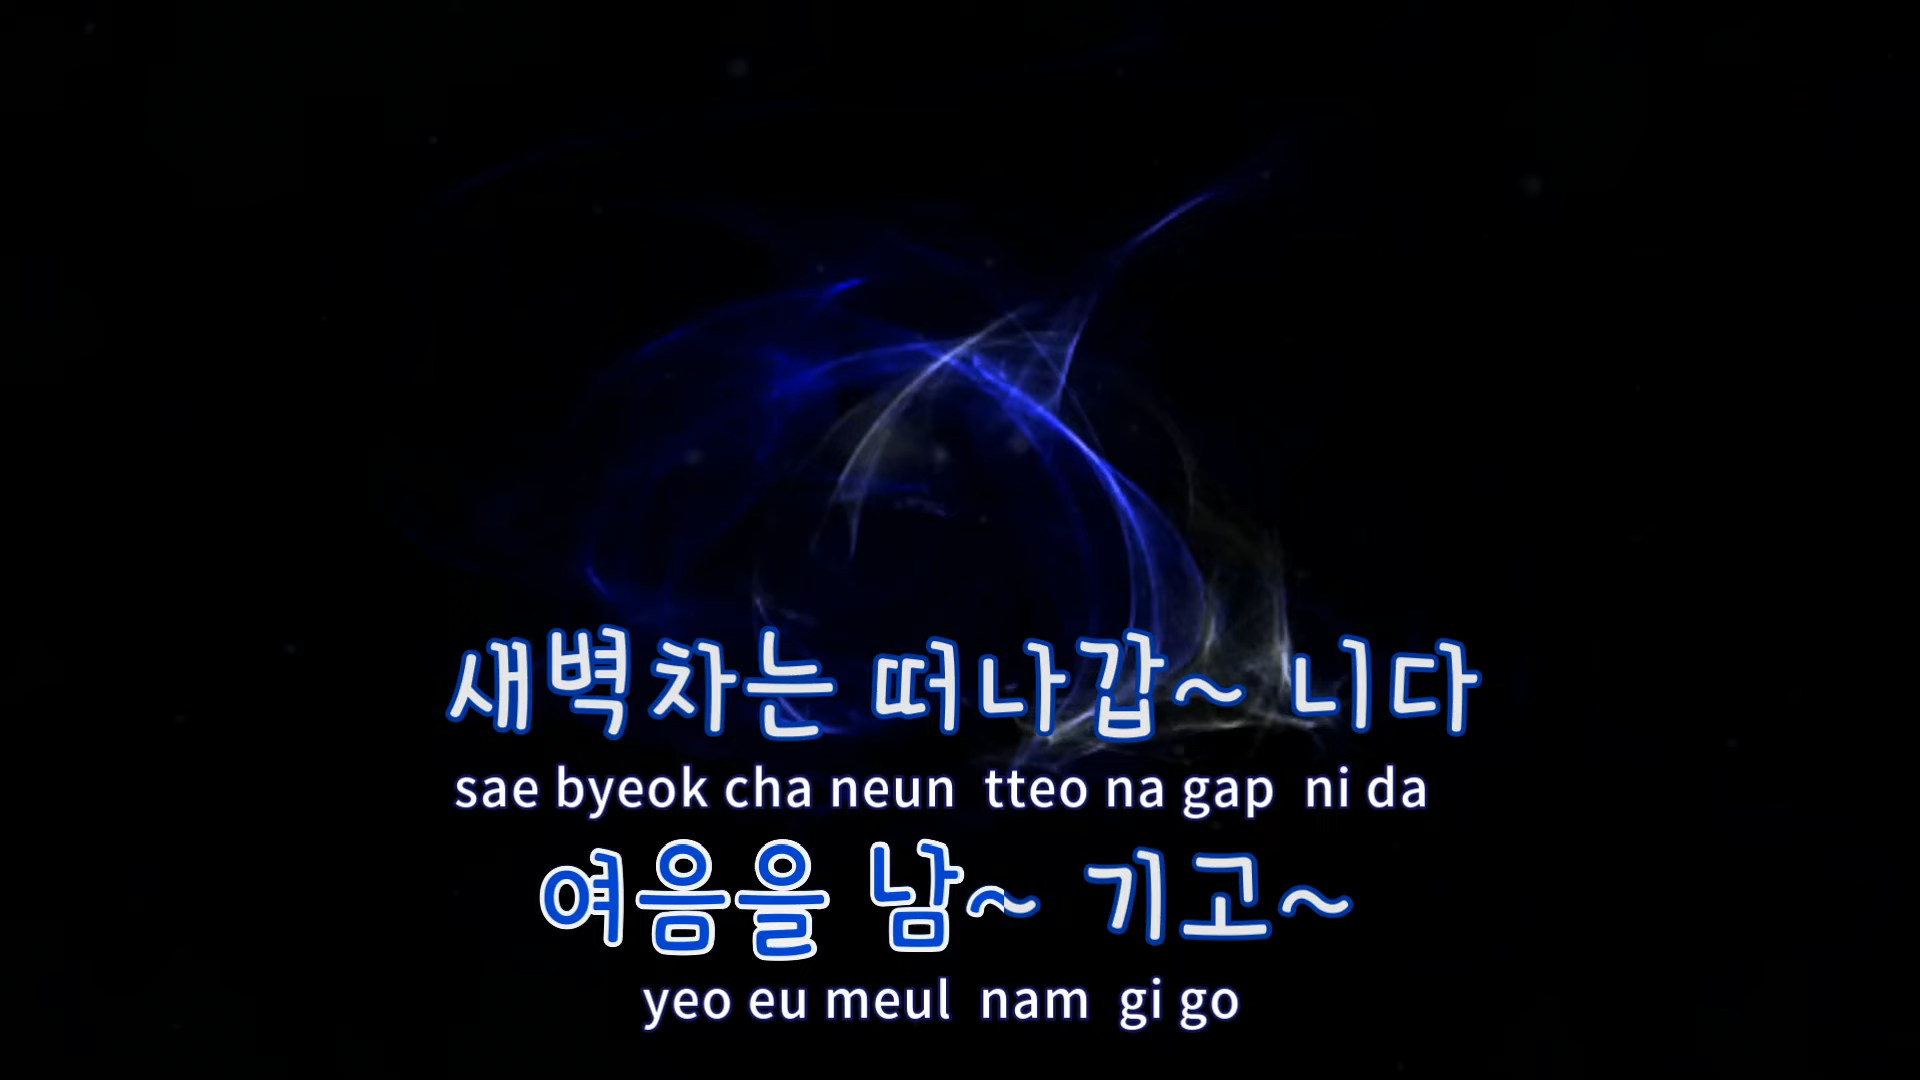 새벽차는 떠나갑~ 니다
sae byeok cha neun  tteo na gap  ni da
여음을 남~ 기고~
yeo eu meul  nam  gi go